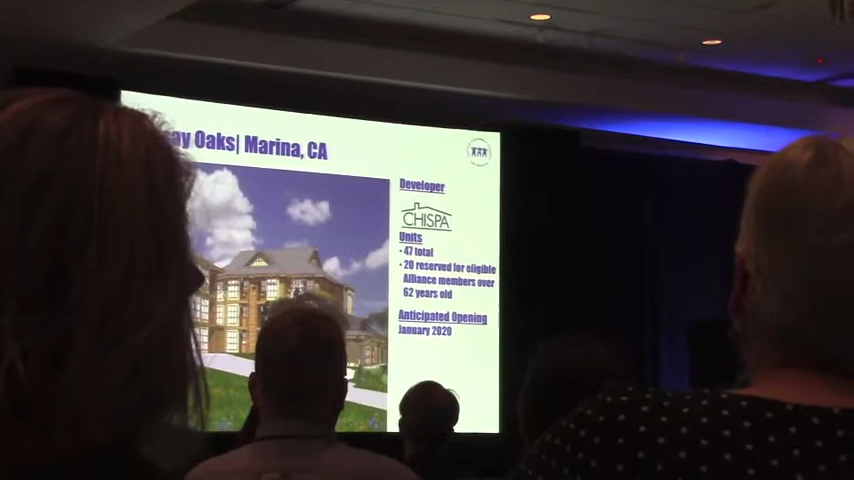 ay Oaks| Marina, CA
Developer
CHISPA
Units
• 47 total
• 20 reserved for eligible
Alliance members over
62 years old
Anticipated Opening
January 2020